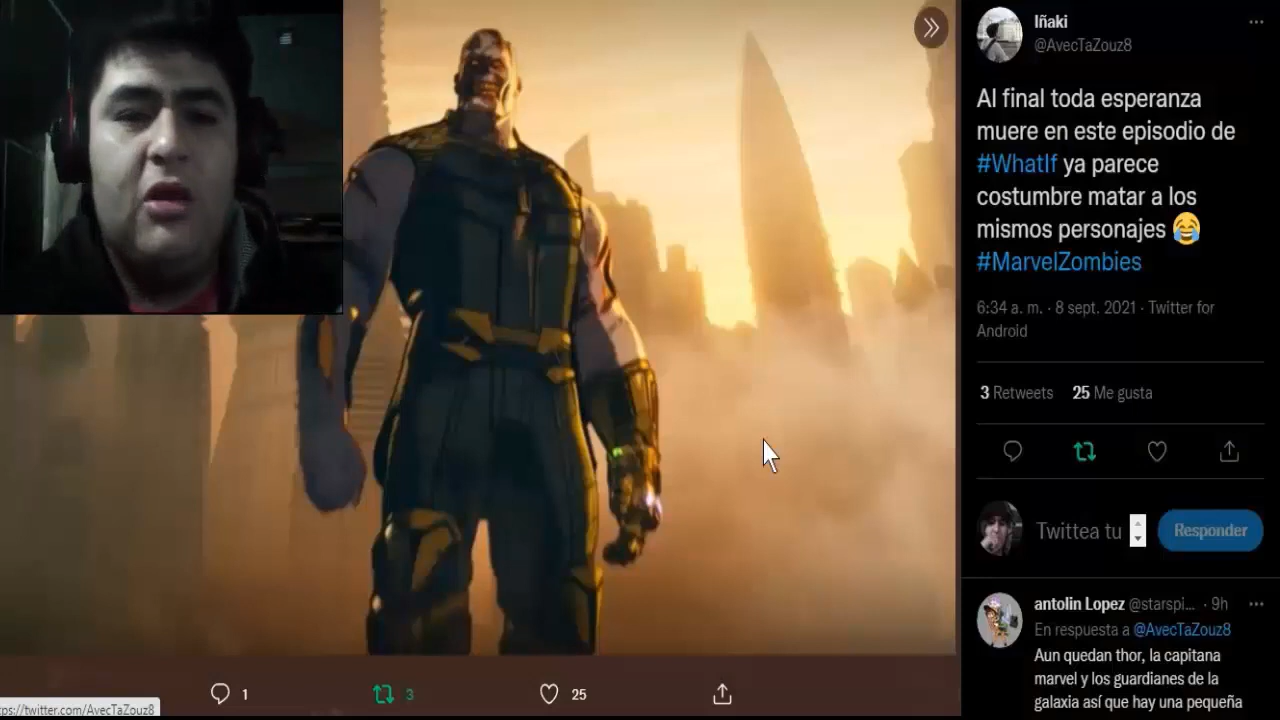 Iñaki
@AvecTaZouz8
Al final toda esperanza
muere en este episodio de
#WhatIf ya parece
costumbre matar a los
mismos personajes 😂
#MarvelZombies
6:34 a. m. · 8 sept. 2021 · Twitter for
Android
3 Retweets 25 Me gusta
Twittea tu
Responder
antolin Lopez @starspi... · 9h
En respuesta a @AvecTaZouz8
Aun quedan thor, la capitana
marvel y los guardianes de la
galaxia así que hay una pequeña
1 3 25
ps://twitter.com/AvecTaZouz8